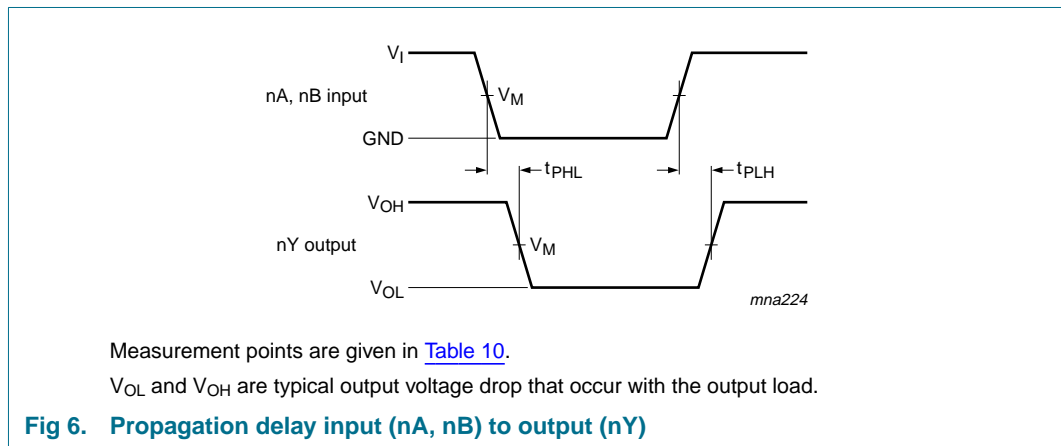 VI
nA, nB input
VM
GND
tPHL
tPLH
VOH
nY output
VM
VOL
mna224
Measurement points are given in Table 10.
VOL and VOH are typical output voltage drop that occur with the output load.
Fig 6. Propagation delay input (nA, nB) to output (nY)